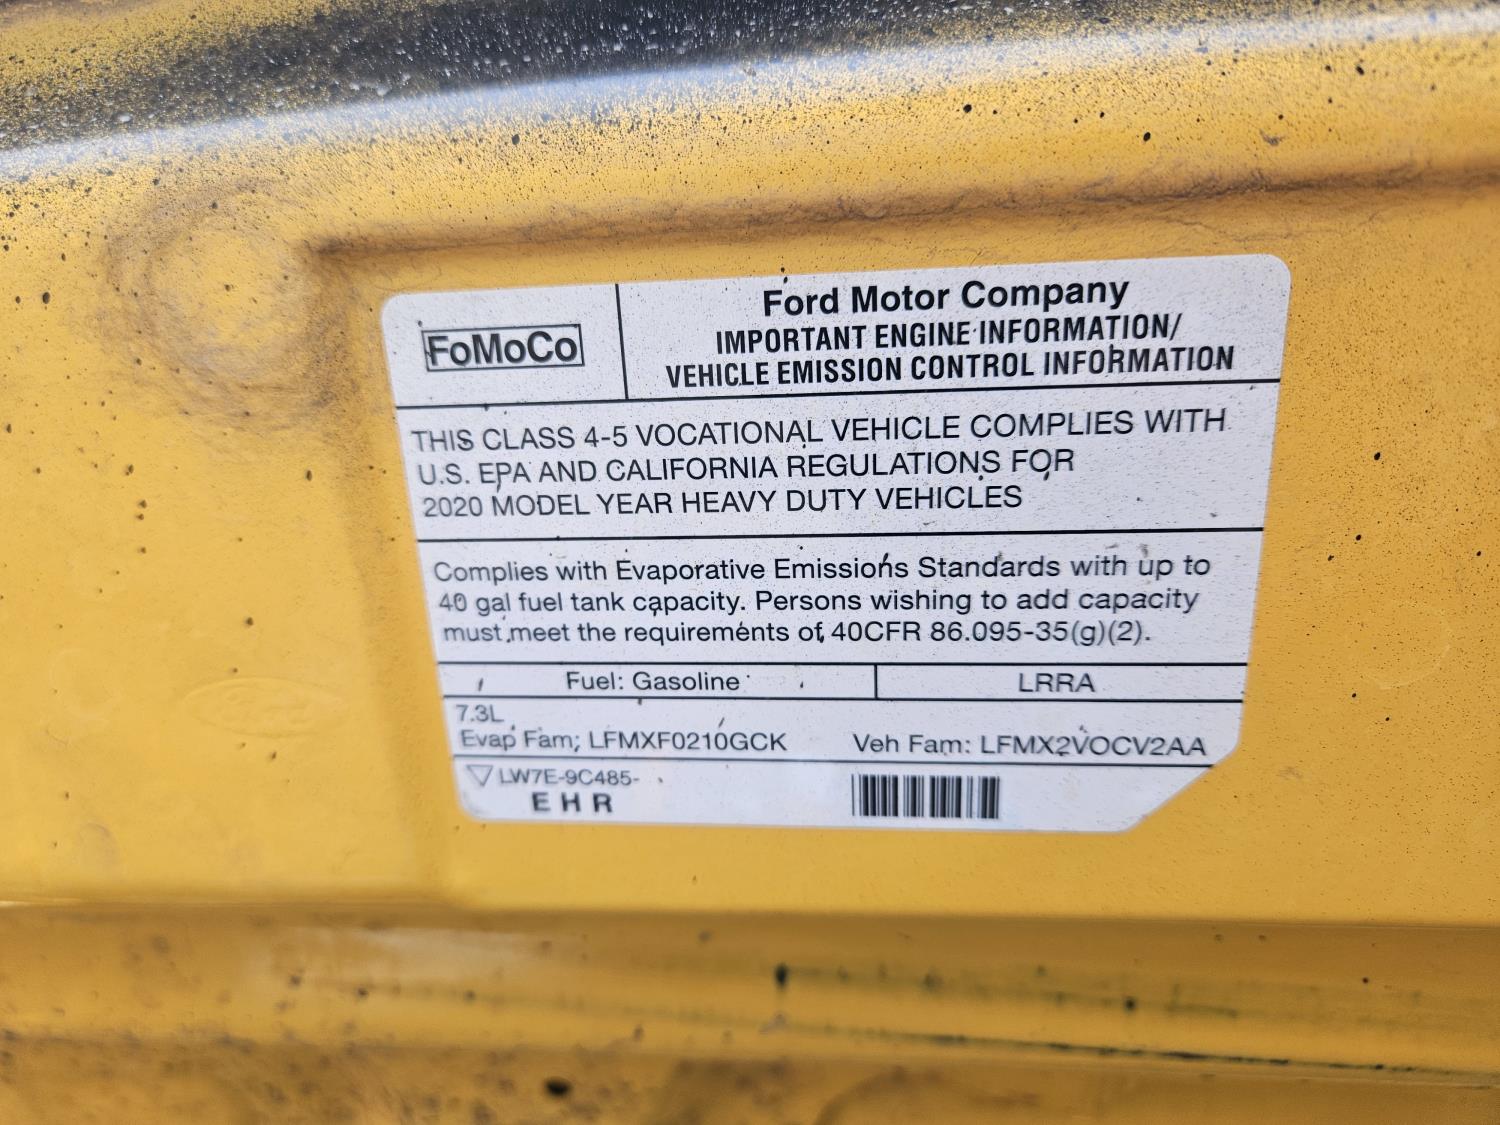 FoMoCo
Ford Motor Company
IMPORTANT ENGINE INFORMATION/
VEHICLE EMISSION CONTROL INFORMATION
THIS CLASS 4-5 VOCATIONAL VEHICLE COMPLIES WITH
U.S. EPA AND CALIFORNIA REGULATIONS FOR
2020 MODEL YEAR HEAVY DUTY VEHICLES
Complies with Evaporative Emissions Standards with up to
40 gal fuel tank capacity. Persons wishing to add capacity
must meet the requirements of 40CFR 86.095-35(g)(2).
Fuel: Gasoline
LRRA
7.3L
Evap Fam: LFMXF0210GCK
Veh Fam: LFMX2VOCV2AA
LW7E-9C485-
EHR
Ford